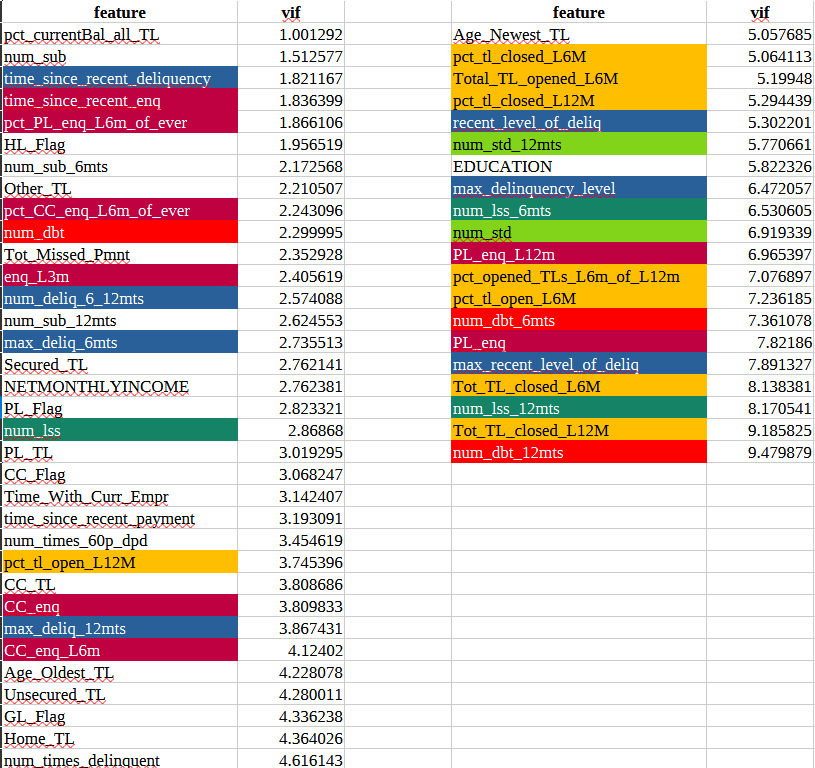 feature vif feature vif
pct_currentBal_all_TL 1.001292 Age_Newest_TL 5.057685
num_sub 1.512577 pct_tl_closed_L6M 5.064113
time_since_recent_deliquency 1.821167 Total_TL_opened_L6M 5.19948
time_since_recent_enq 1.836399 pct_tl_closed_L12M 5.294439
pct_PL_enq_L6m_of_ever 1.866106 recent_level_of_deliq 5.302201
HL_Flag 1.956519 num_std_12mts 5.770661
num_sub_6mts 2.172568 EDUCATION 5.822326
Other_TL 2.210507 max_delinquency_level 6.472057
pct_CC_enq_L6m_of_ever 2.243096 num_lss_6mts 6.530605
num_dbt 2.299995 num_std 6.919339
Tot_Missed_Pmnt 2.352928 PL_enq_L12m 6.965397
enq_L3m 2.405619 pct_opened_TLs_L6m_of_L12m 7.076897
num_deliq_6_12mts 2.574088 pct_tl_open_L6M 7.236185
num_sub_12mts 2.624553 num_dbt_6mts 7.361078
max_deliq_6mts 2.735513 PL_enq 7.82186
Secured_TL 2.762141 max_recent_level_of_deliq 7.891327
NETMONTHLYINCOME 2.762381 Tot_TL_closed_L6M 8.138381
PL_Flag 2.823321 num_lss_12mts 8.170541
num_lss 2.86868 Tot_TL_closed_L12M 9.185825
PL_TL 3.019295 num_dbt_12mts 9.479879
CC_Flag 3.068247
Time_With_Curr_Empr 3.142407
time_since_recent_payment 3.193091
num_times_60p_dpd 3.454619
pct_tl_open_L12M 3.745396
CC_TL 3.808686
CC_enq 3.809833
max_deliq_12mts 3.867431
CC_enq_L6m 4.12402
Age_Oldest_TL 4.228078
Unsecured_TL 4.280011
GL_Flag 4.336238
Home_TL 4.364026
num_times_delinquent 4.616143